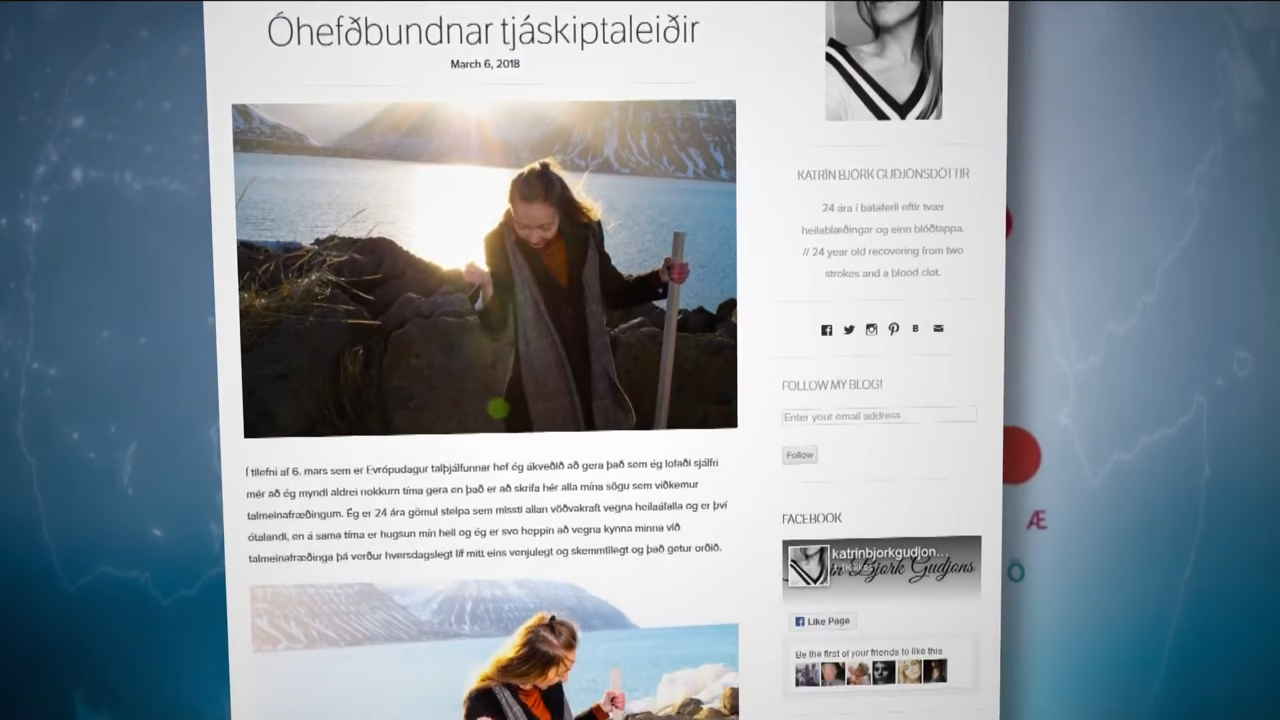 Óhefðbundnar tjáskiptaleiðir
March 6, 2018
Í tilefni af 6. mars sem er Evrópudagur talþjálfunnar hef ég ákveðið að gera það sem ég lofaði sjálfri
mér að ég myndi aldrei nokkurn tíma gera en það er að skrifa hér alla mína sögu sem viðkemur
talmeinafræðingum. Ég er 24 ára gömul stelpa sem missti allan vöðvakraft vegna heilaáfalla og er því
ótalandi, en á sama tíma er hugsun mín heil og ég er svo heppin að vegna kynna minna við
talmeinafræðinga þá verður hversdagslegt líf mitt eins venjulegt og skemmtilegt og það getur orðið.
KATRÍN BJÖRK GUÐJÓNSDÓTTIR
24 ára í bataferli eftir tvær
heilablæðingar og einn blóðtappa.
// 24 year old recovering from two
strokes and a blood clot.
FOLLOW MY BLOG!
Enter your email address
Follow
FACEBOOK
katrinbjorkgudjon...
Björk Gudjons
Like Page
Be the first of your friends to like this
Æ
Ö